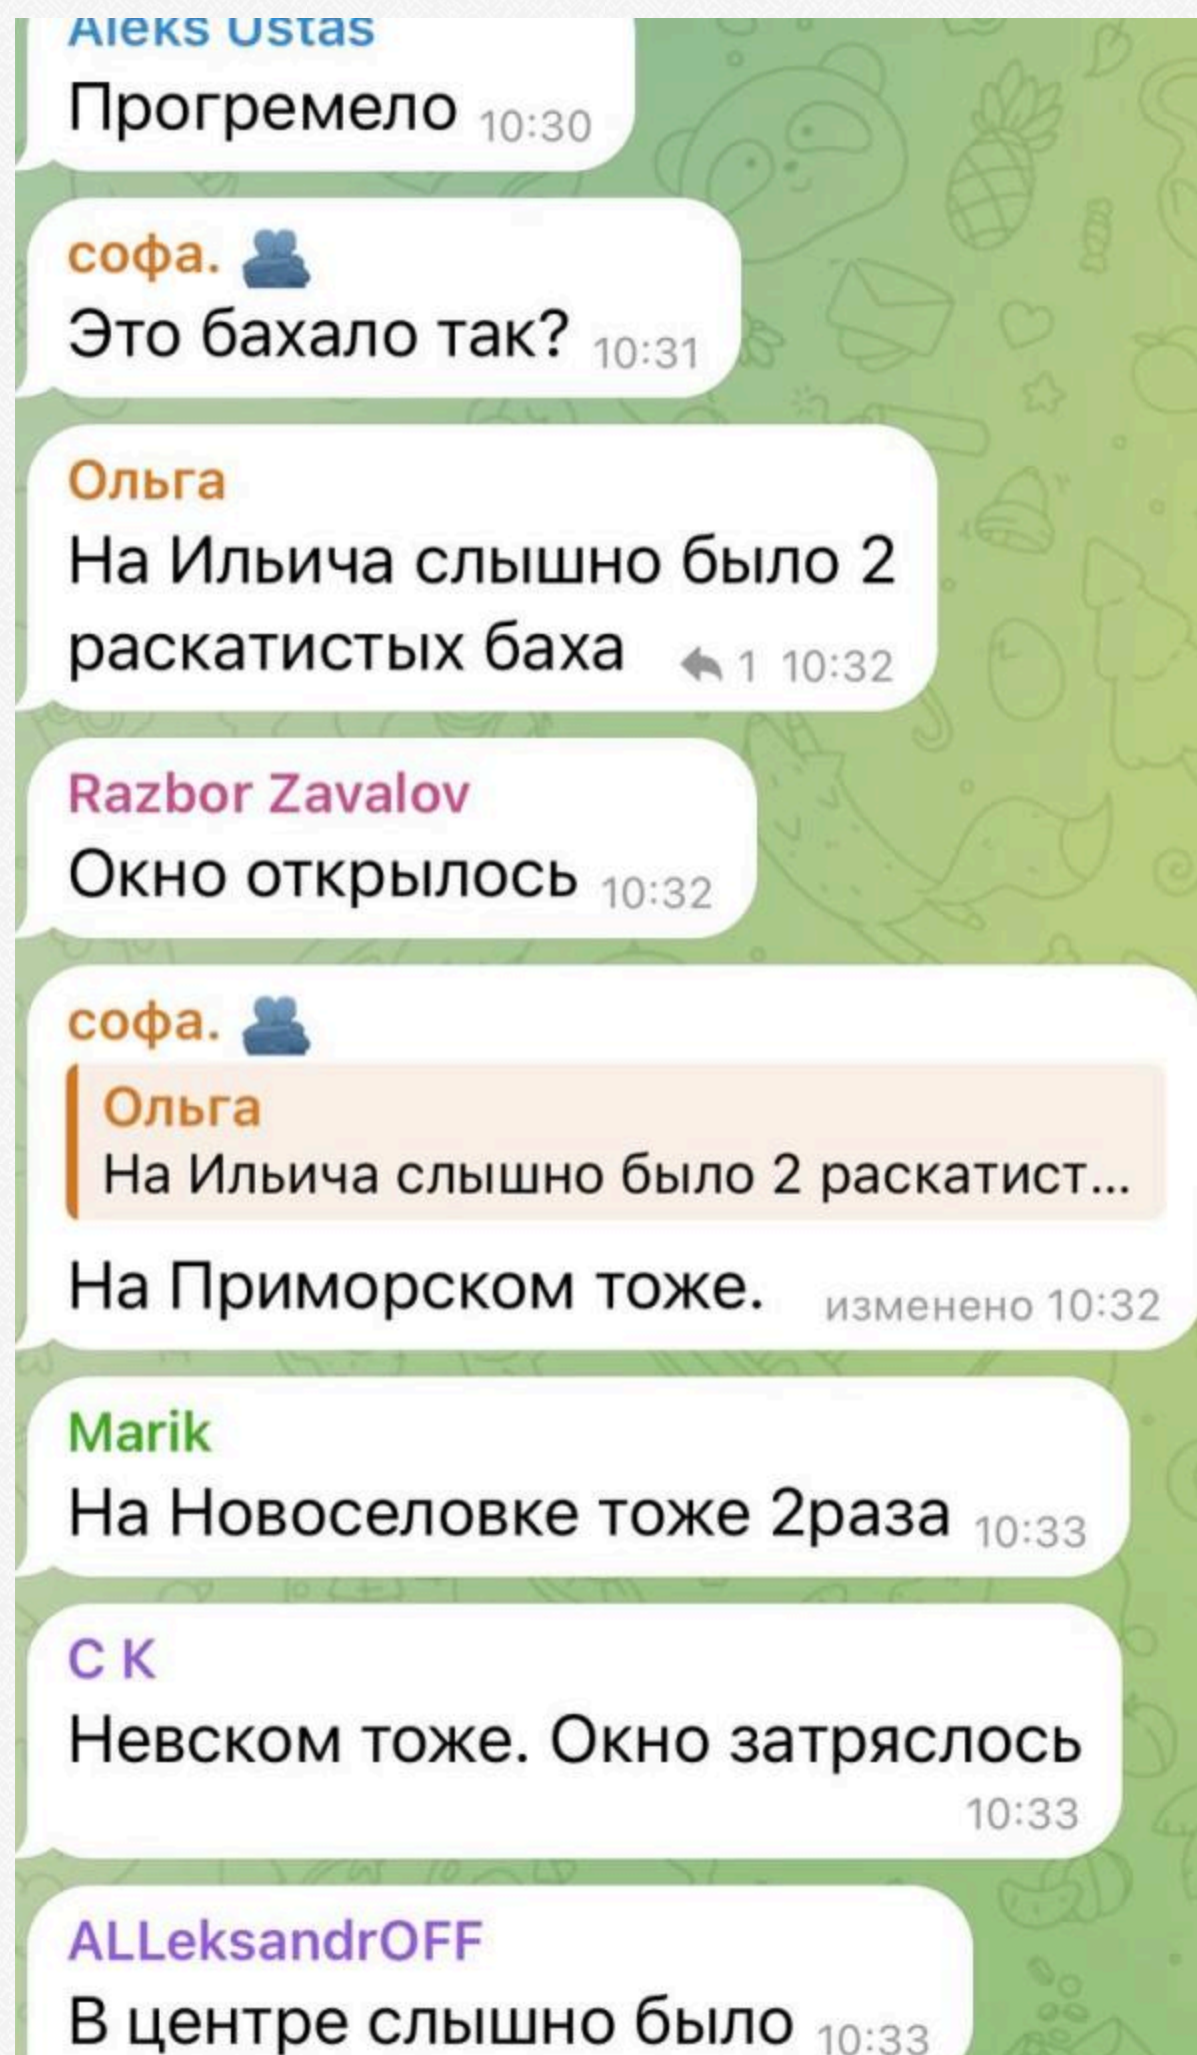 Aleks Ustas
Прогремело 10:30
софа.
Это бахало так? 10:31
Ольга
На Ильича слышно было 2
раскатистых баха 1 10:32
Razbor Zavalov
Окно открылось 10:32
софа.
Ольга
На Ильича слышно было 2 раскатист...
На Приморском тоже. изменено 10:32
Marik
На Новоселовке тоже 2раза 10:33
С К
Невском тоже. Окно затряслось
10:33
ALLeksandrOFF
В центре слышно было 10:33